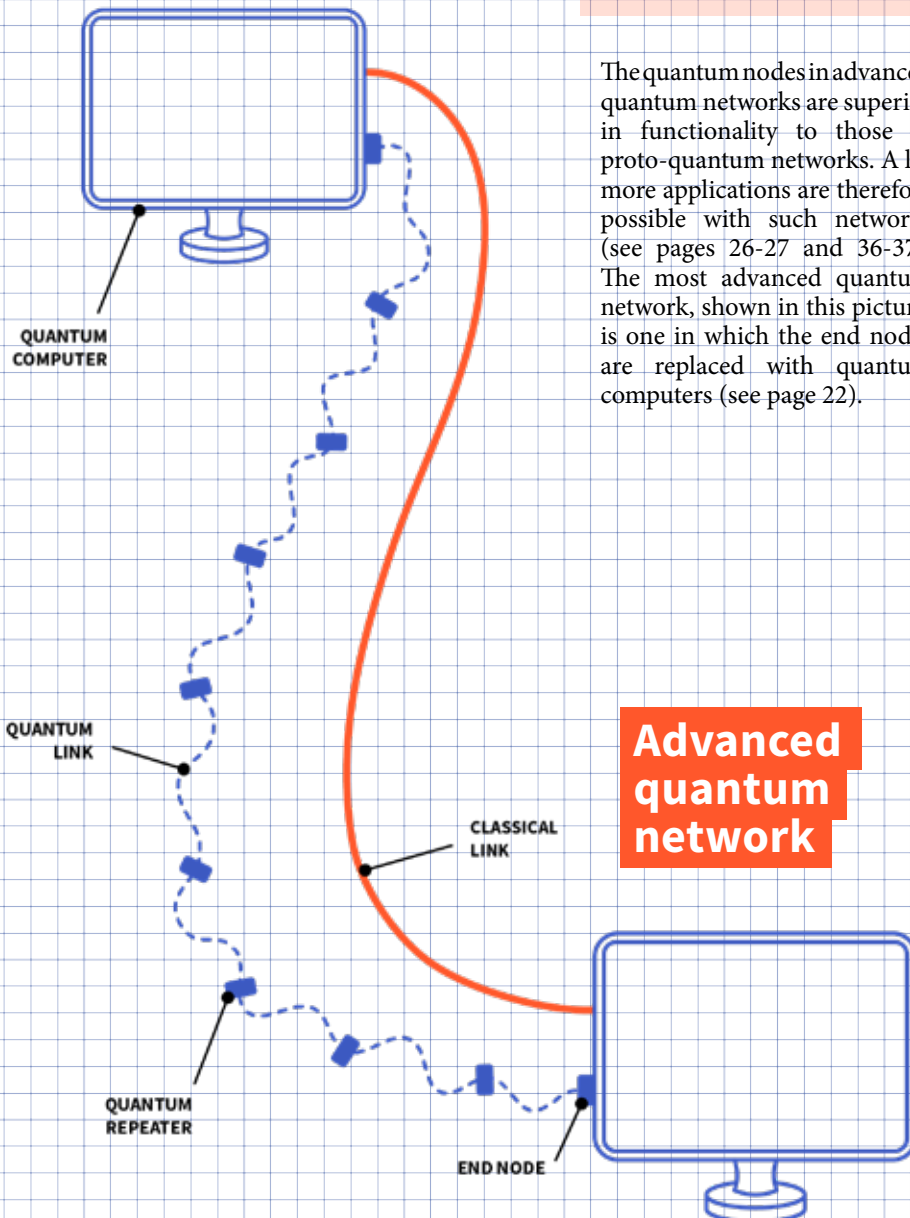 The quantum nodes in advance
quantum networks are superi
in functionality to those
proto-quantum networks. A l
more applications are therefo
possible with such networ
(see pages 26-27 and 36-37
The most advanced quantu
network, shown in this pictur
is one in which the end node
are replaced with quantu
computers (see page 22).
QUANTUM
COMPUTER
QUANTUM
LINK
Advanced
quantum
network
CLASSICAL
LINK
QUANTUM
REPEATER
END NODE